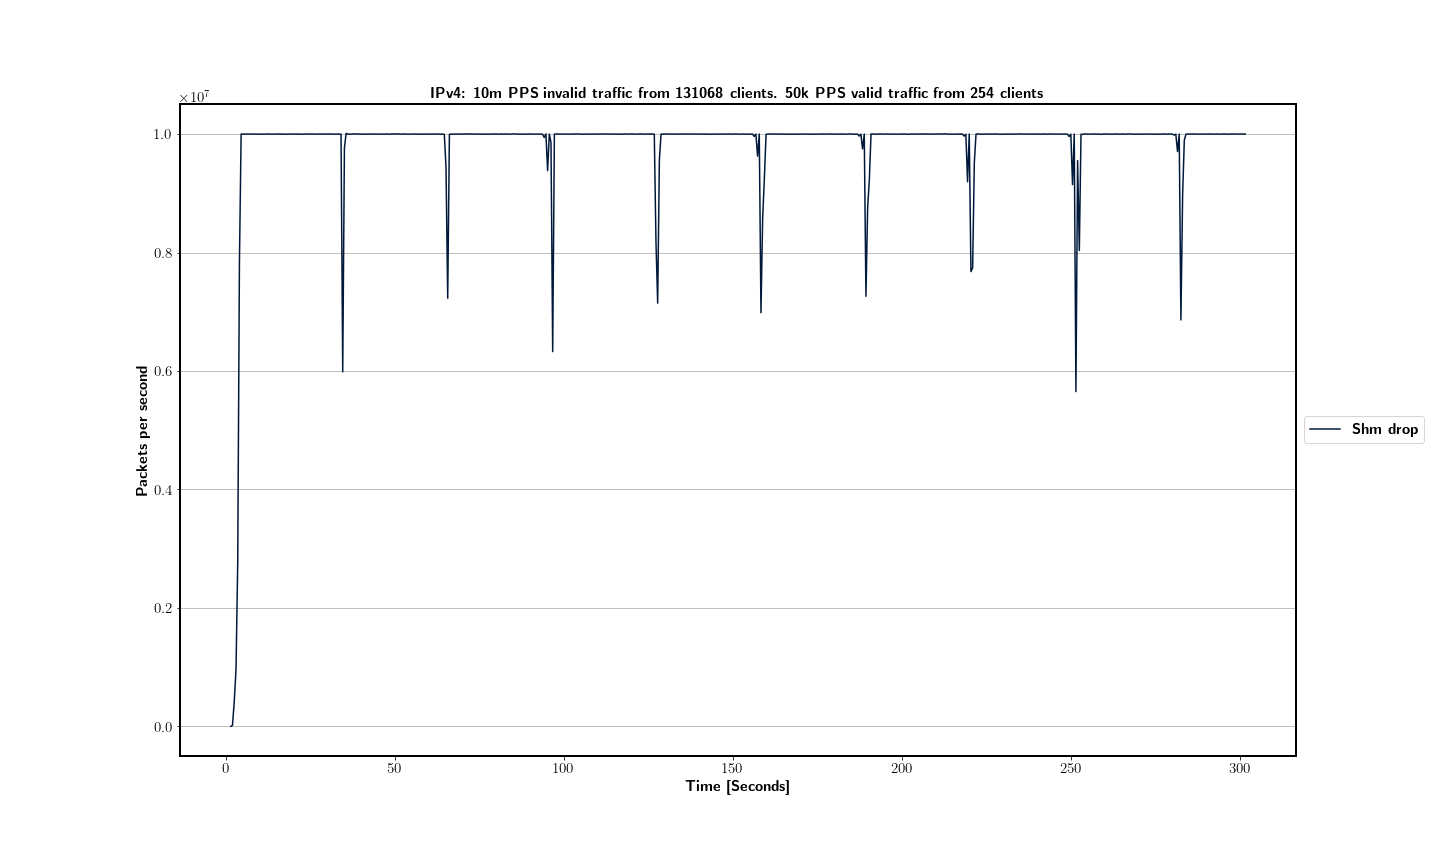 IPv4: 10m PPS invalid traffic from 131068 clients. 50k PPS valid traffic from 254 clients
×10⁷
1.0
0.8
0.6
0.4
0.2
0.0
Packets per second
Shm drop
0 50 100 150 200 250 300
Time [Seconds]